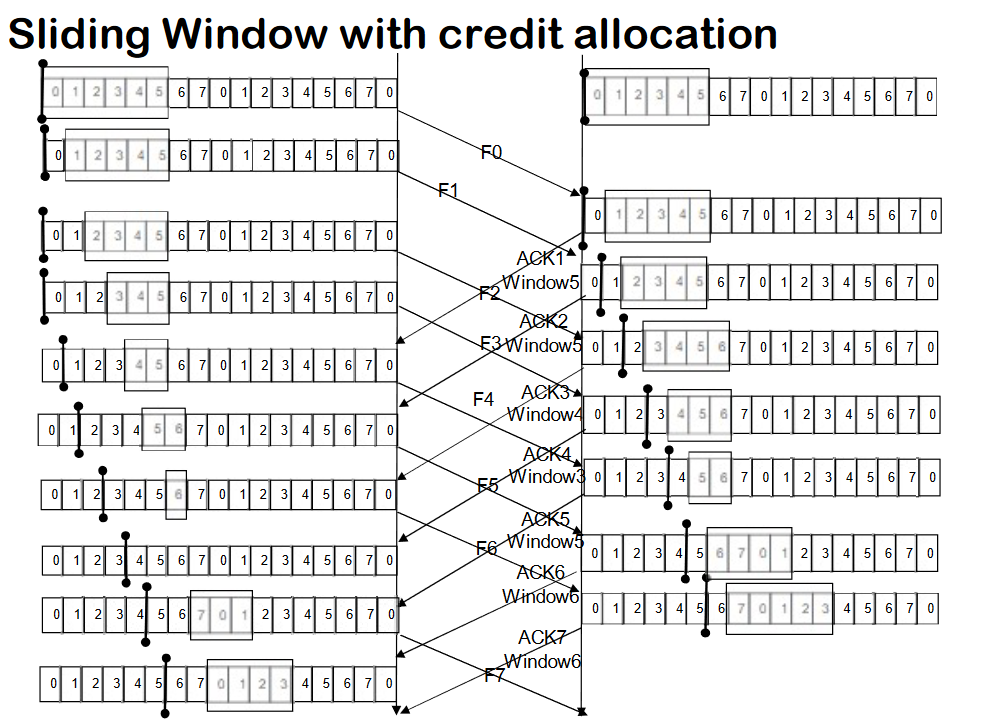 Sliding Window with credit allocation
0 1 2 3 4 5 6 7 0 1 2 3 4 5 6 7 0
0 1 2 3 4 5 6 7 0 1 2 3 4 5 6 7 0
F0
0 1 2 3 4 5 6 7 0 1 2 3 4 5 6 7 0
F1
0 1 2 3 4 5 6 7 0 1 2 3 4 5 6 7 0
0 1 2 3 4 5 6 7 0 1 2 3 4 5 6 7 0
ACK1
Window5
0 1 2 3 4 5 6 7 0 1 2 3 4 5 6 7 0
F2
0 1 2 3 4 5 6 7 0 1 2 3 4 5 6 7 0
ACK2
Window5
F3
0 1 2 3 4 5 6 7 0 1 2 3 4 5 6 7 0
0 1 2 3 4 5 6 7 0 1 2 3 4 5 6 7 0
ACK3
Window4
F4
0 1 2 3 4 5 6 7 0 1 2 3 4 5 6 7 0
0 1 2 3 4 5 6 7 0 1 2 3 4 5 6 7 0
ACK4
Window3
0 1 2 3 4 5 6 7 0 1 2 3 4 5 6 7 0
F5
0 1 2 3 4 5 6 7 0 1 2 3 4 5 6 7 0
ACK5
Window5
F6
0 1 2 3 4 5 6 7 0 1 2 3 4 5 6 7 0
0 1 2 3 4 5 6 7 0 1 2 3 4 5 6 7 0
ACK6
Window6
0 1 2 3 4 5 6 7 0 1 2 3 4 5 6 7 0
0 1 2 3 4 5 6 7 0 1 2 3 4 5 6 7 0
ACK7
Window6
F7
0 1 2 3 4 5 6 7 0 1 2 3 4 5 6 7 0